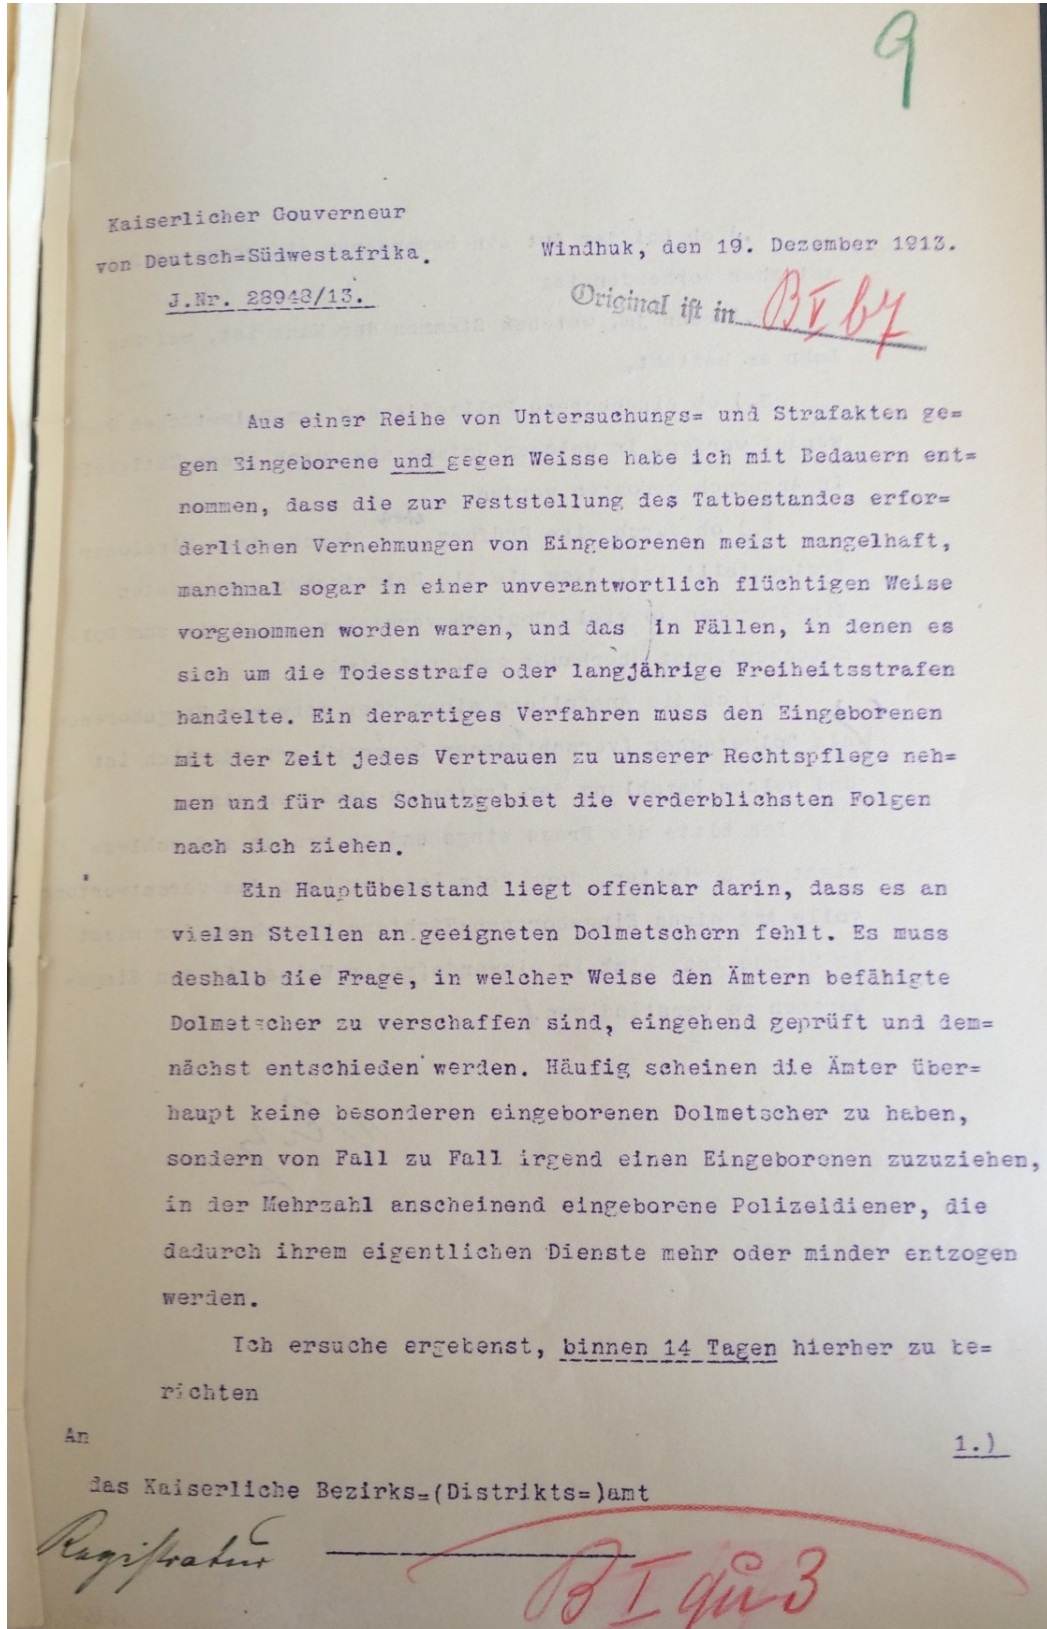 9
Kaiserlicher Gouverneur
von Deutsch=Südwestafrika.
J.Nr. 28948/13.
Windhuk, den 19. Dezember 1913.
Original ist in B V b7
Aus einer Reihe von Untersuchungs= und Strafakten ge=
gen Eingeborene und gegen Weisse habe ich mit Bedauern ent=
nommen, dass die zur Feststellung des Tatbestandes erfor=
derlichen Vernehmungen von Eingeborenen meist mangelhaft,
manchmal sogar in einer unverantwortlich flüchtigen Weise
vorgenommen worden waren, und das in Fällen, in denen es
sich um die Todesstrafe oder langjährige Freiheitsstrafen
handelte. Ein derartiges Verfahren muss den Eingeborenen
mit der Zeit jedes Vertrauen zu unserer Rechtspflege neh=
men und für das Schutzgebiet die verderblichsten Folgen
nach sich ziehen.
Ein Hauptübelstand liegt offenbar darin, dass es an
vielen Stellen an geeigneten Dolmetschern fehlt. Es muss
deshalb die Frage, in welcher Weise den Ämtern befähigte
Dolmetscher zu verschaffen sind, eingehend geprüft und dem=
nächst entschieden werden. Häufig scheinen die Ämter über=
haupt keine besonderen eingeborenen Dolmetscher zu haben,
sondern von Fall zu Fall irgend einen Eingeborenen zuzuziehen,
in der Mehrzahl anscheinend eingeborene Polizeidiener, die
dadurch ihrem eigentlichen Dienste mehr oder minder entzogen
werden.
Ich ersuche ergebenst, binnen 14 Tagen hierher zu be=
richten
An
1.)
das Kaiserliche Bezirks=(Distrikts=)amt
Registratur
B I